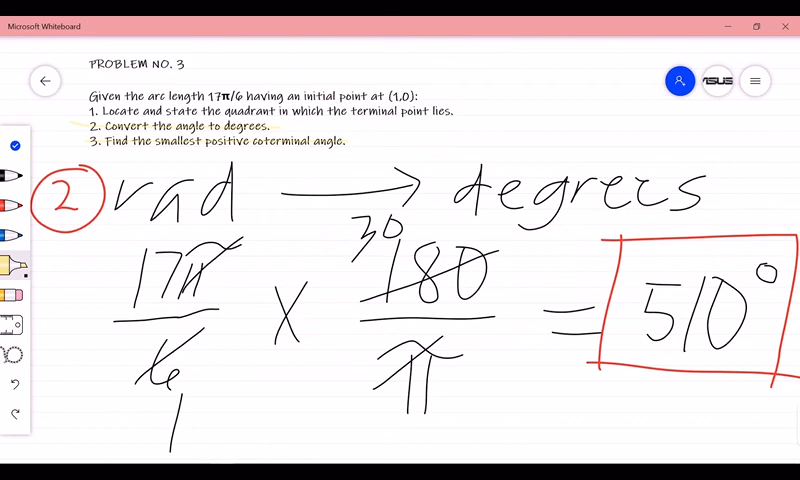 Microsoft Whiteboard
PROBLEM NO. 3
Given the arc length 17π/6 having an initial point at (1,0):
1. Locate and state the quadrant in which the terminal point lies.
2. Convert the angle to degrees.
3. Find the smallest positive coterminal angle.
ASUS
2 rad → degrees
30
17π/6 × 180/π = 510°
1